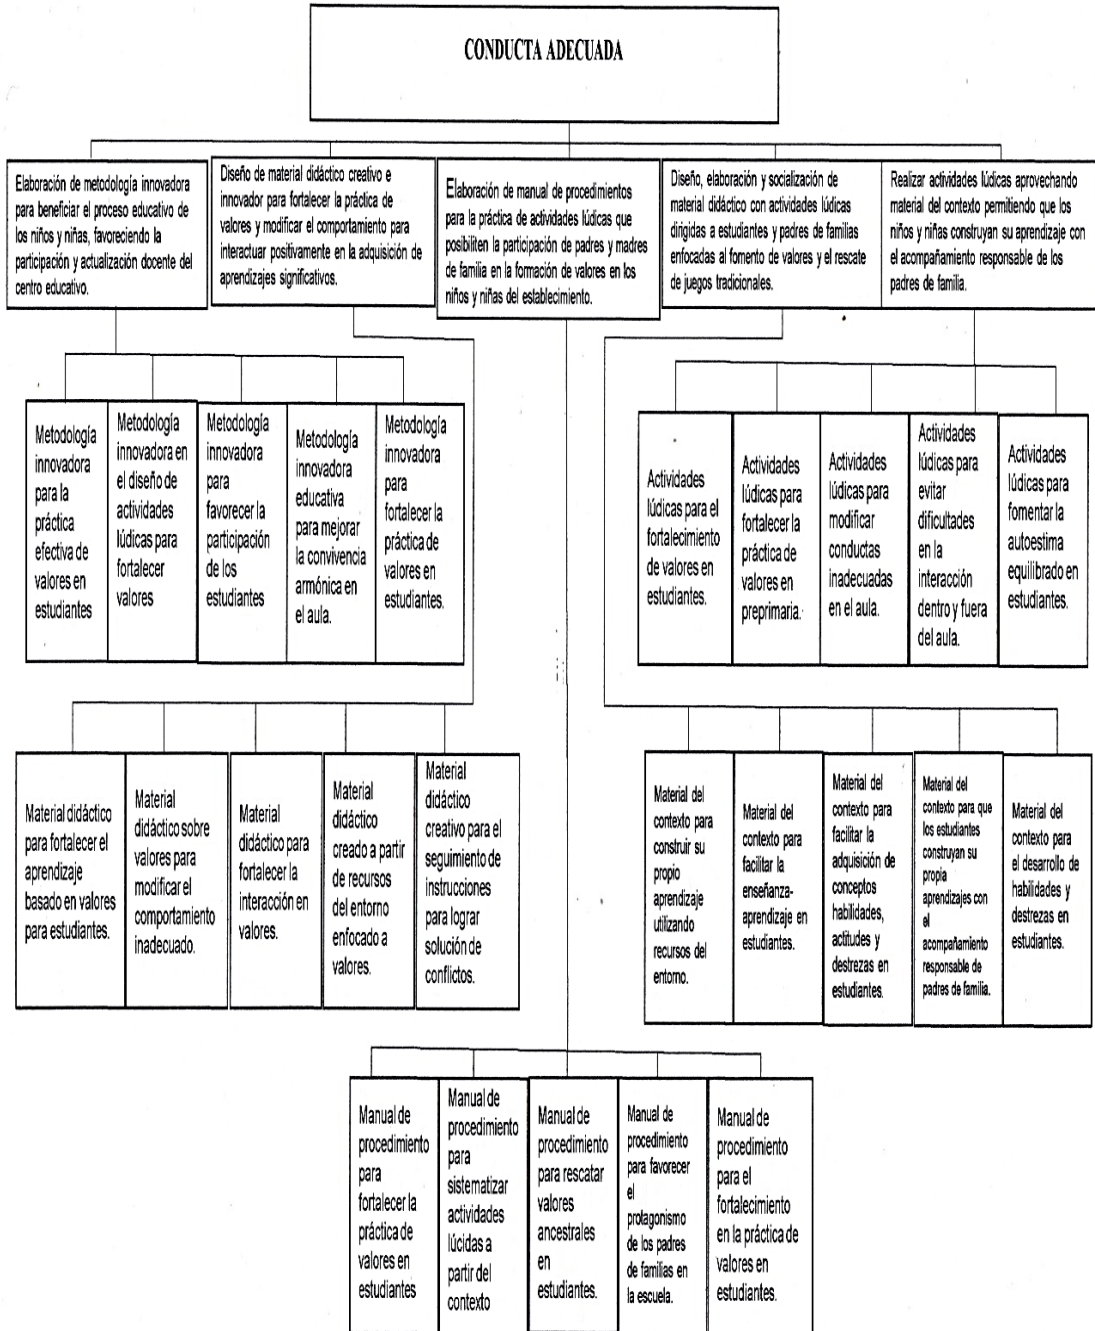 CONDUCTA ADECUADA
Elaboración de metodología innovadora
para beneficiar el proceso educativo de
los niños y niñas, favoreciendo la
participación y actualización docente del
centro educativo.
Diseño de material didáctico creativo e
innovador para fortalecer la práctica de
valores y modificar el comportamiento para
interactuar positivamente en la adquisición de
aprendizajes significativos.
Elaboración de manual de procedimientos
para la práctica de actividades lúdicas que
posibiliten la participación de padres y madres
de familia en la formación de valores en los
niños y niñas del establecimiento.
Diseño, elaboración y socialización de
material didáctico con actividades lúdicas
dirigidas a estudiantes y padres de familias
enfocadas al fomento de valores y el rescate
de juegos tradicionales.
Realizar actividades lúdicas aprovechando
material del contexto permitiendo que los
niños y niñas construyan su aprendizaje con
el acompañamiento responsable de los
padres de familia.
Metodología
innovadora
para la
práctica
efectiva de
valores en
estudiantes
Metodología
innovadora en
el diseño de
actividades
lúdicas para
fortalecer
valores
Metodología
innovadora
para
favorecer la
participación
de los
estudiantes
Metodología
innovadora
educativa
para mejorar
la convivencia
armónica en
el aula.
Metodología
innovadora
para
fortalecer la
práctica de
valores en
estudiantes.
Actividades
lúdicas para el
fortalecimiento
de valores en
estudiantes.
Actividades
lúdicas para
fortalecer la
práctica de
valores en
preprimaria.
Actividades
lúdicas para
modificar
conductas
inadecuadas
en el aula.
Actividades
lúdicas para
evitar
dificultades
en la
interacción
dentro y fuera
del aula.
Actividades
lúdicas para
fomentar la
autoestima
equilibrado en
estudiantes.
Material didáctico
para fortalecer el
aprendizaje
basado en valores
para estudiantes.
Material
didáctico sobre
valores para
modificar el
comportamiento
inadecuado.
Material
didáctico para
fortalecer la
interacción en
valores.
Material
didáctico
creado a partir
de recursos
del entorno
enfocado a
valores.
Material
didáctico
creativo para el
seguimiento de
instrucciones
para lograr
solución de
conflictos.
Material del
contexto para
construir su
propio
aprendizaje
utilizando
recursos del
entorno.
Material del
contexto para
facilitar la
enseñanza-
aprendizaje en
estudiantes.
Material del
contexto para
facilitar la
adquisición de
conceptos
habilidades,
actitudes y
destrezas en
estudiantes.
Material del
contexto para que
los estudiantes
construyan su
propia
aprendizajes con
el
acompañamiento
responsable de
padres de familia.
Material del
contexto para
el desarrollo de
habilidades y
destrezas en
estudiantes.
Manual de
procedimiento
para
fortalecer la
práctica de
valores en
estudiantes
Manual de
procedimiento
para
sistematizar
actividades
lúcidas a
partir del
contexto
Manual de
procedimiento
para rescatar
valores
ancestrales
en
estudiantes.
Manual de
procedimiento
para favorecer
el
protagonismo
de los padres
de familias en
la escuela.
Manual de
procedimiento
para el
fortalecimiento
en la práctica de
valores en
estudiantes.